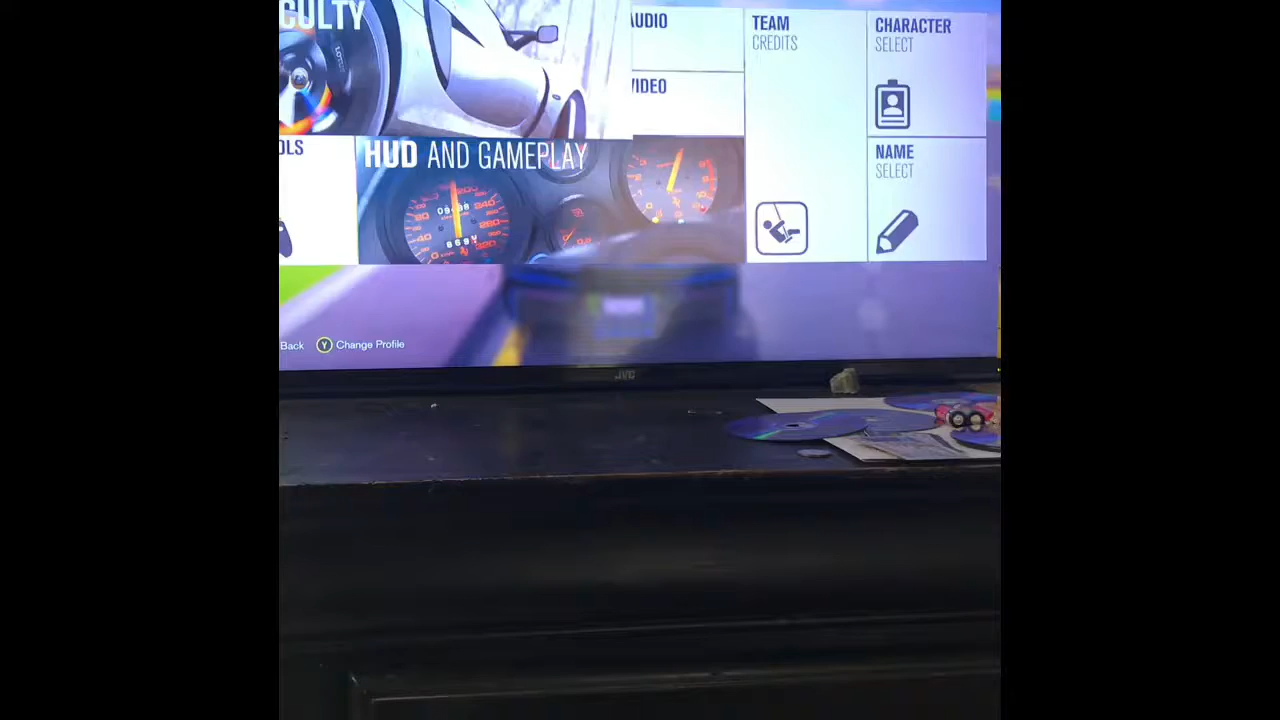 CULTY
AUDIO
VIDEO
TEAM
CREDITS
CHARACTER
SELECT
OLS
HUD AND GAMEPLAY
NAME
SELECT
Back
Y Change Profile
JVC